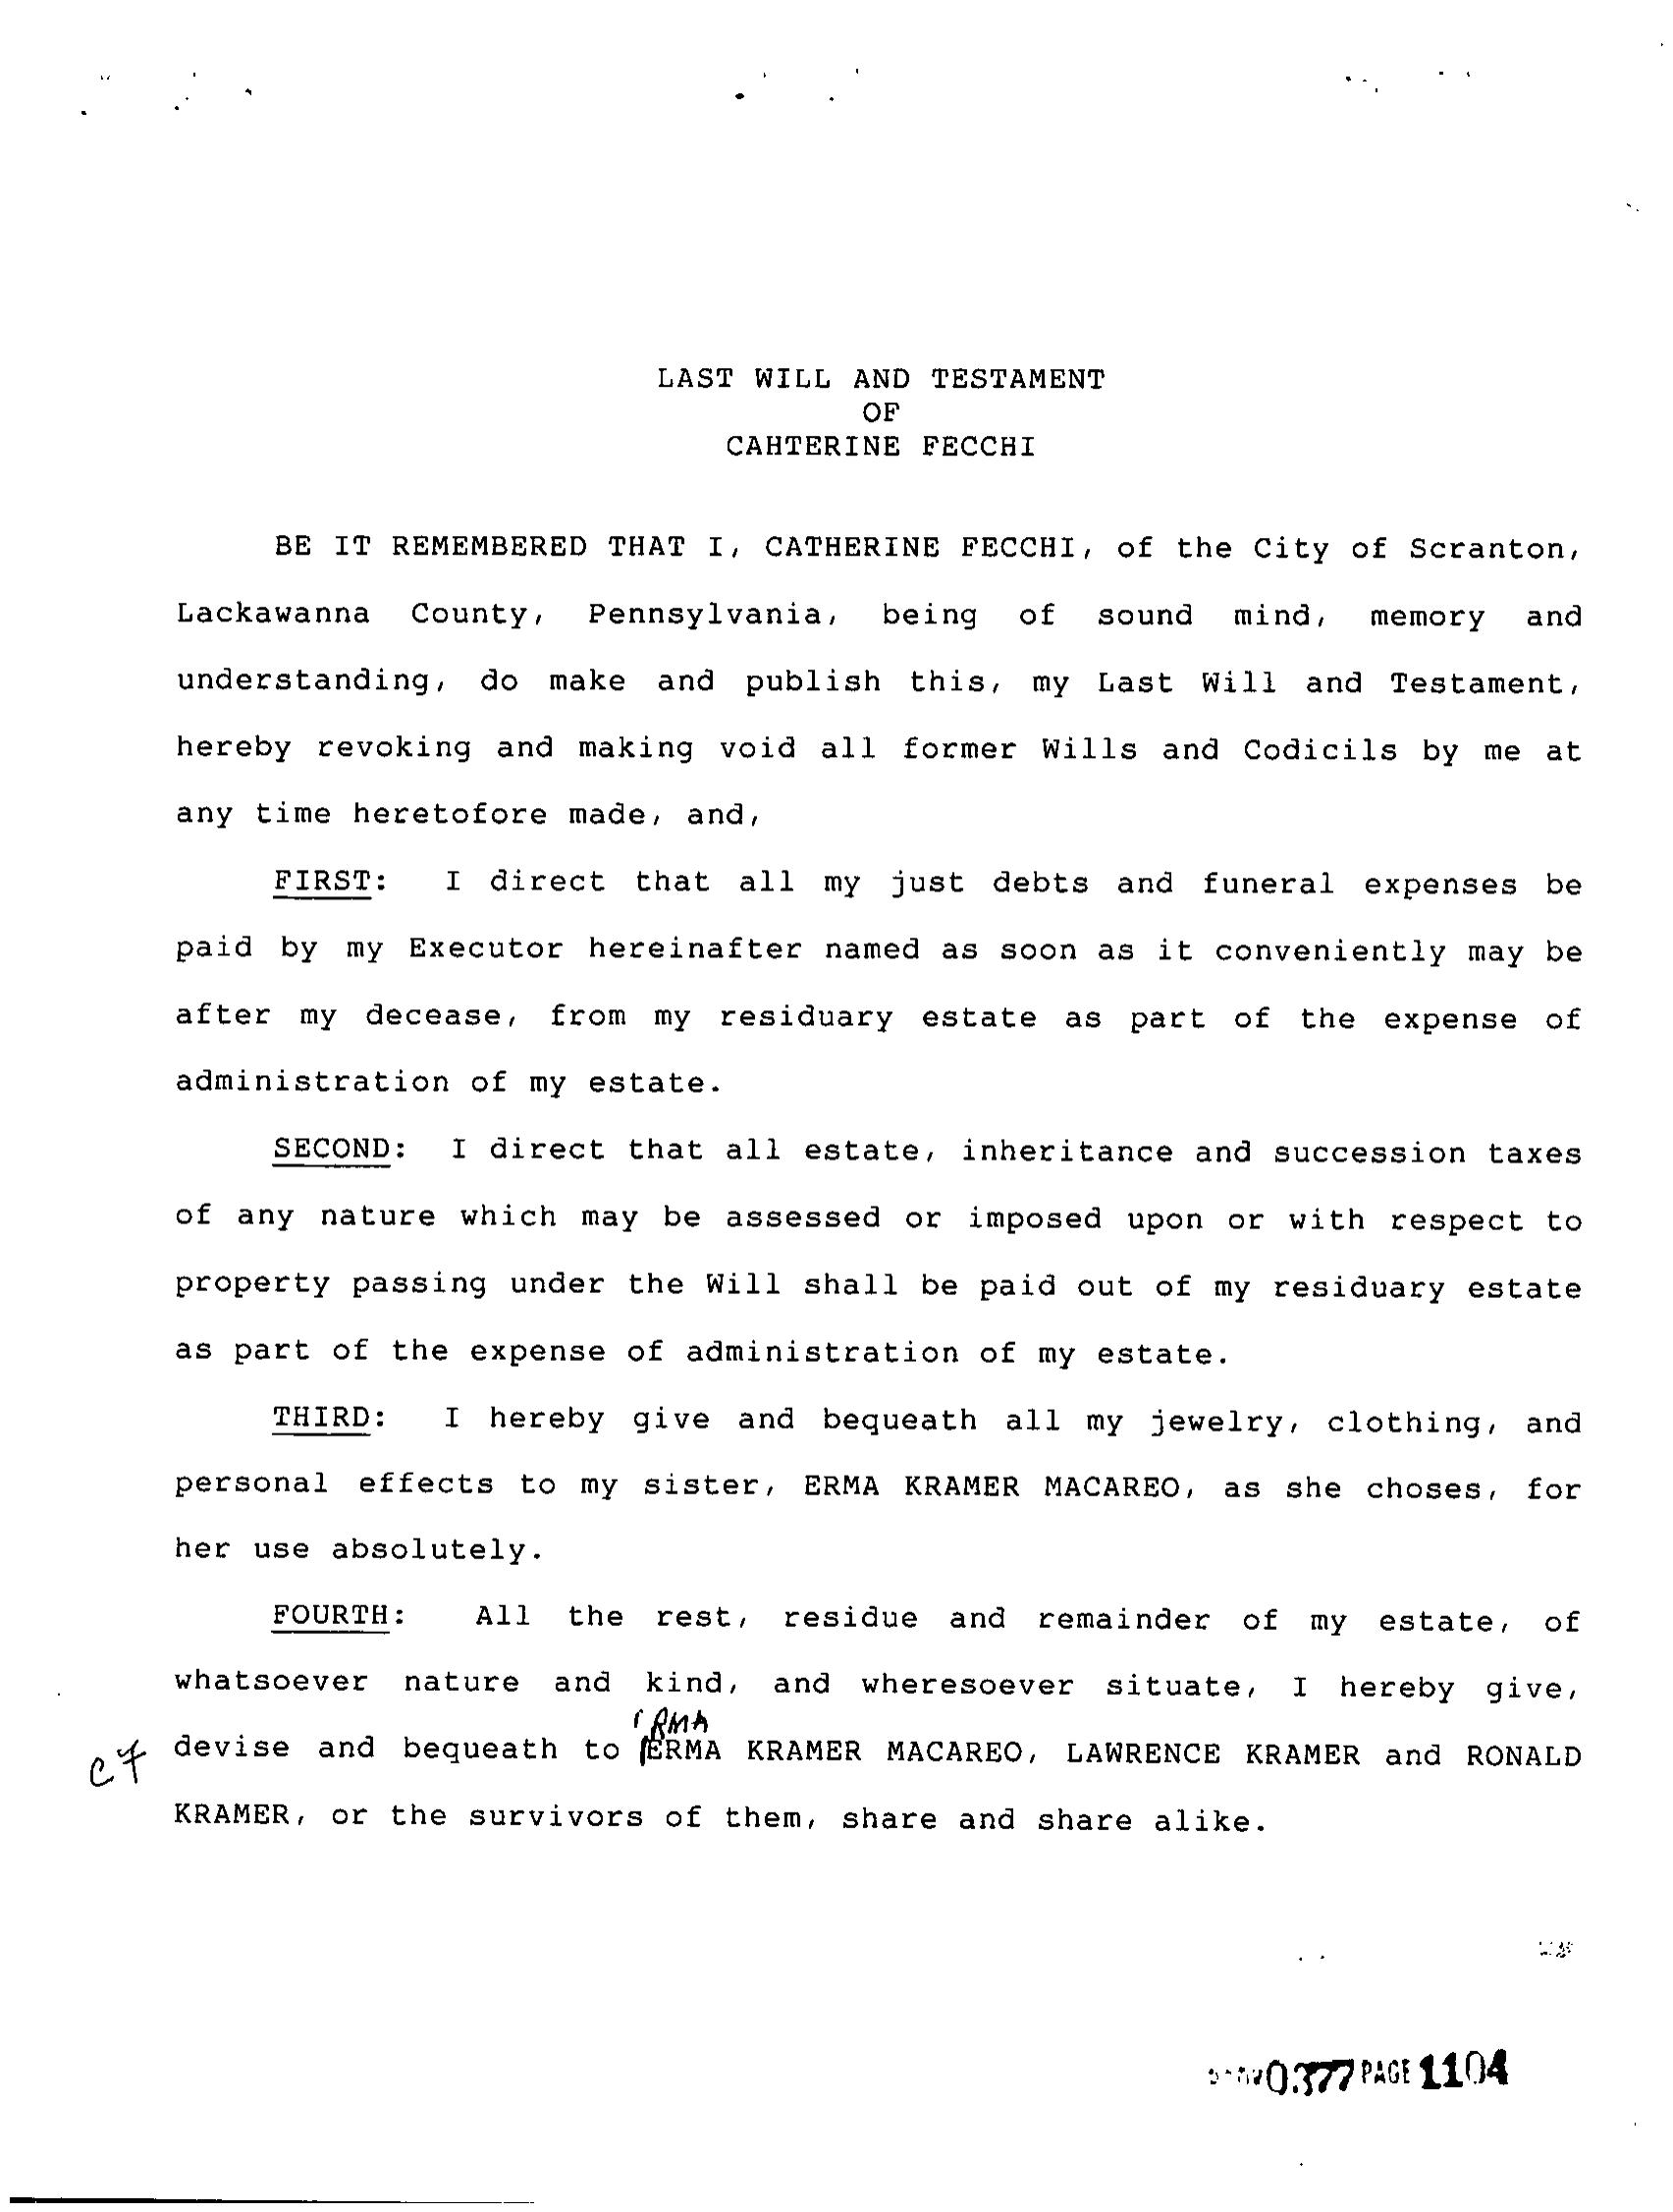 LAST WILL AND TESTAMENT
OF
CAHTERINE FECCHI
BE IT REMEMBERED THAT I, CATHERINE FECCHI, of the City of Scranton,
Lackawanna County, Pennsylvania, being of sound mind, memory and
understanding, do make and publish this, my Last Will and Testament,
hereby revoking and making void all former Wills and Codicils by me at
any time heretofore made, and,
FIRST: I direct that all my just debts and funeral expenses be
paid by my Executor hereinafter named as soon as it conveniently may be
after my decease, from my residuary estate as part of the expense of
administration of my estate.
SECOND: I direct that all estate, inheritance and succession taxes
of any nature which may be assessed or imposed upon or with respect to
property passing under the Will shall be paid out of my residuary estate
as part of the expense of administration of my estate.
THIRD: I hereby give and bequeath all my jewelry, clothing, and
personal effects to my sister, ERMA KRAMER MACAREO, as she choses, for
her use absolutely.
FOURTH: All the rest, residue and remainder of my estate, of
whatsoever nature and kind, and wheresoever situate, I hereby give,
IRMA
CF devise and bequeath to ERMA KRAMER MACAREO, LAWRENCE KRAMER and RONALD
KRAMER, or the survivors of them, share and share alike.
0377 PAGE 1104